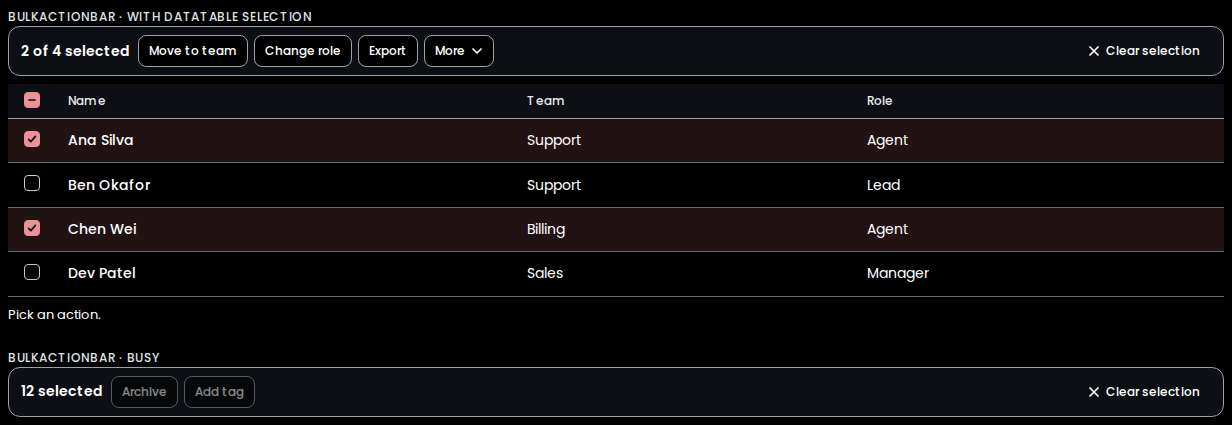 BULKACTIONBAR · WITH DATATABLE SELECTION
2 of 4 selected Move to team Change role Export More Clear selection
Name Team Role
Ana Silva Support Agent
Ben Okafor Support Lead
Chen Wei Billing Agent
Dev Patel Sales Manager
Pick an action.
BULKACTIONBAR · BUSY
12 selected Archive Add tag Clear selection